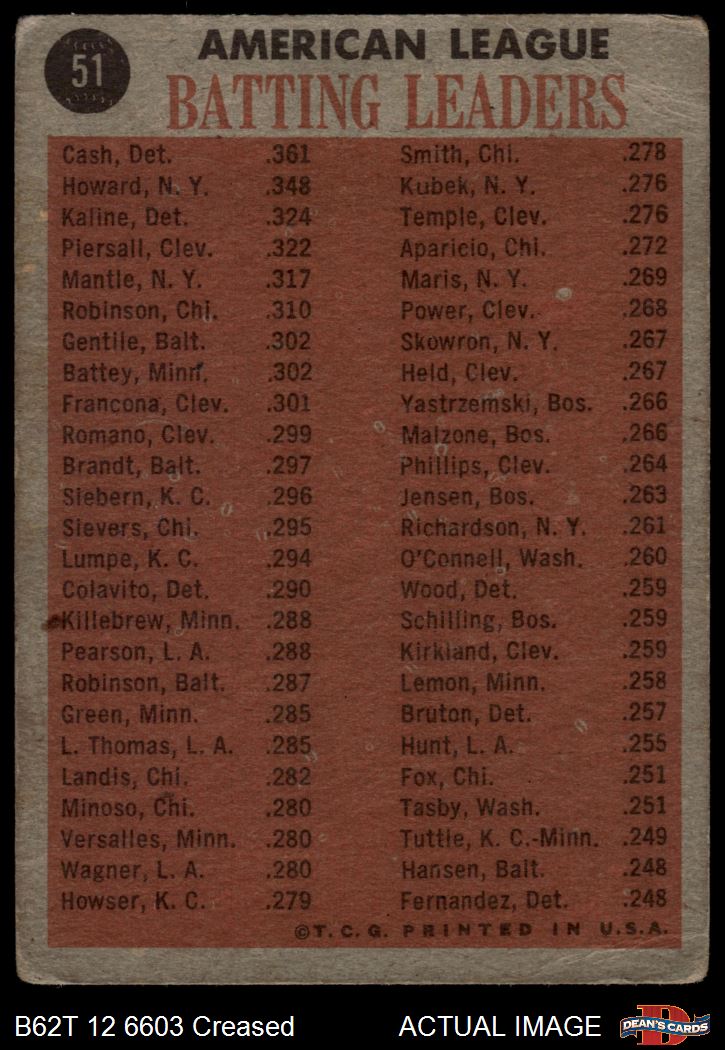 51
AMERICAN LEAGUE
BATTING LEADERS
Cash, Det. .361
Howard, N. Y. .348
Kaline, Det. .324
Piersall, Clev. .322
Mantle, N. Y. .317
Robinson, Chi. .310
Gentile, Balt. .302
Battey, Minn. .302
Francona, Clev. .301
Romano, Clev. .299
Brandt, Balt. .297
Siebern, K. C. .296
Sievers, Chi. .295
Lumpe, K. C. .294
Colavito, Det. .290
Killebrew, Minn. .288
Pearson, L. A. .288
Robinson, Balt. .287
Green, Minn. .285
L. Thomas, L. A. .285
Landis, Chi. .282
Minoso, Chi. .280
Versalles, Minn. .280
Wagner, L. A. .280
Howser, K. C. .279
Smith, Chi. .278
Kubek, N. Y. .276
Temple, Clev. .276
Aparicio, Chi. .272
Maris, N. Y. .269
Power, Clev. .268
Skowron, N. Y. .267
Held, Clev. .267
Yastrzemski, Bos. .266
Malzone, Bos. .266
Phillips, Clev. .264
Jensen, Bos. .263
Richardson, N. Y. .261
O'Connell, Wash. .260
Wood, Det. .259
Schilling, Bos. .259
Kirkland, Clev. .259
Lemon, Minn. .258
Bruton, Det. .257
Hunt, L. A. .255
Fox, Chi. .251
Tasby, Wash. .251
Tuttle, K. C.-Minn. .249
Hansen, Balt. .248
Fernandez, Det. .248
©T. C. G. PRINTED IN U.S.A.
B62T 12 6603 Creased ACTUAL IMAGE
D
DEAN'S CARDS